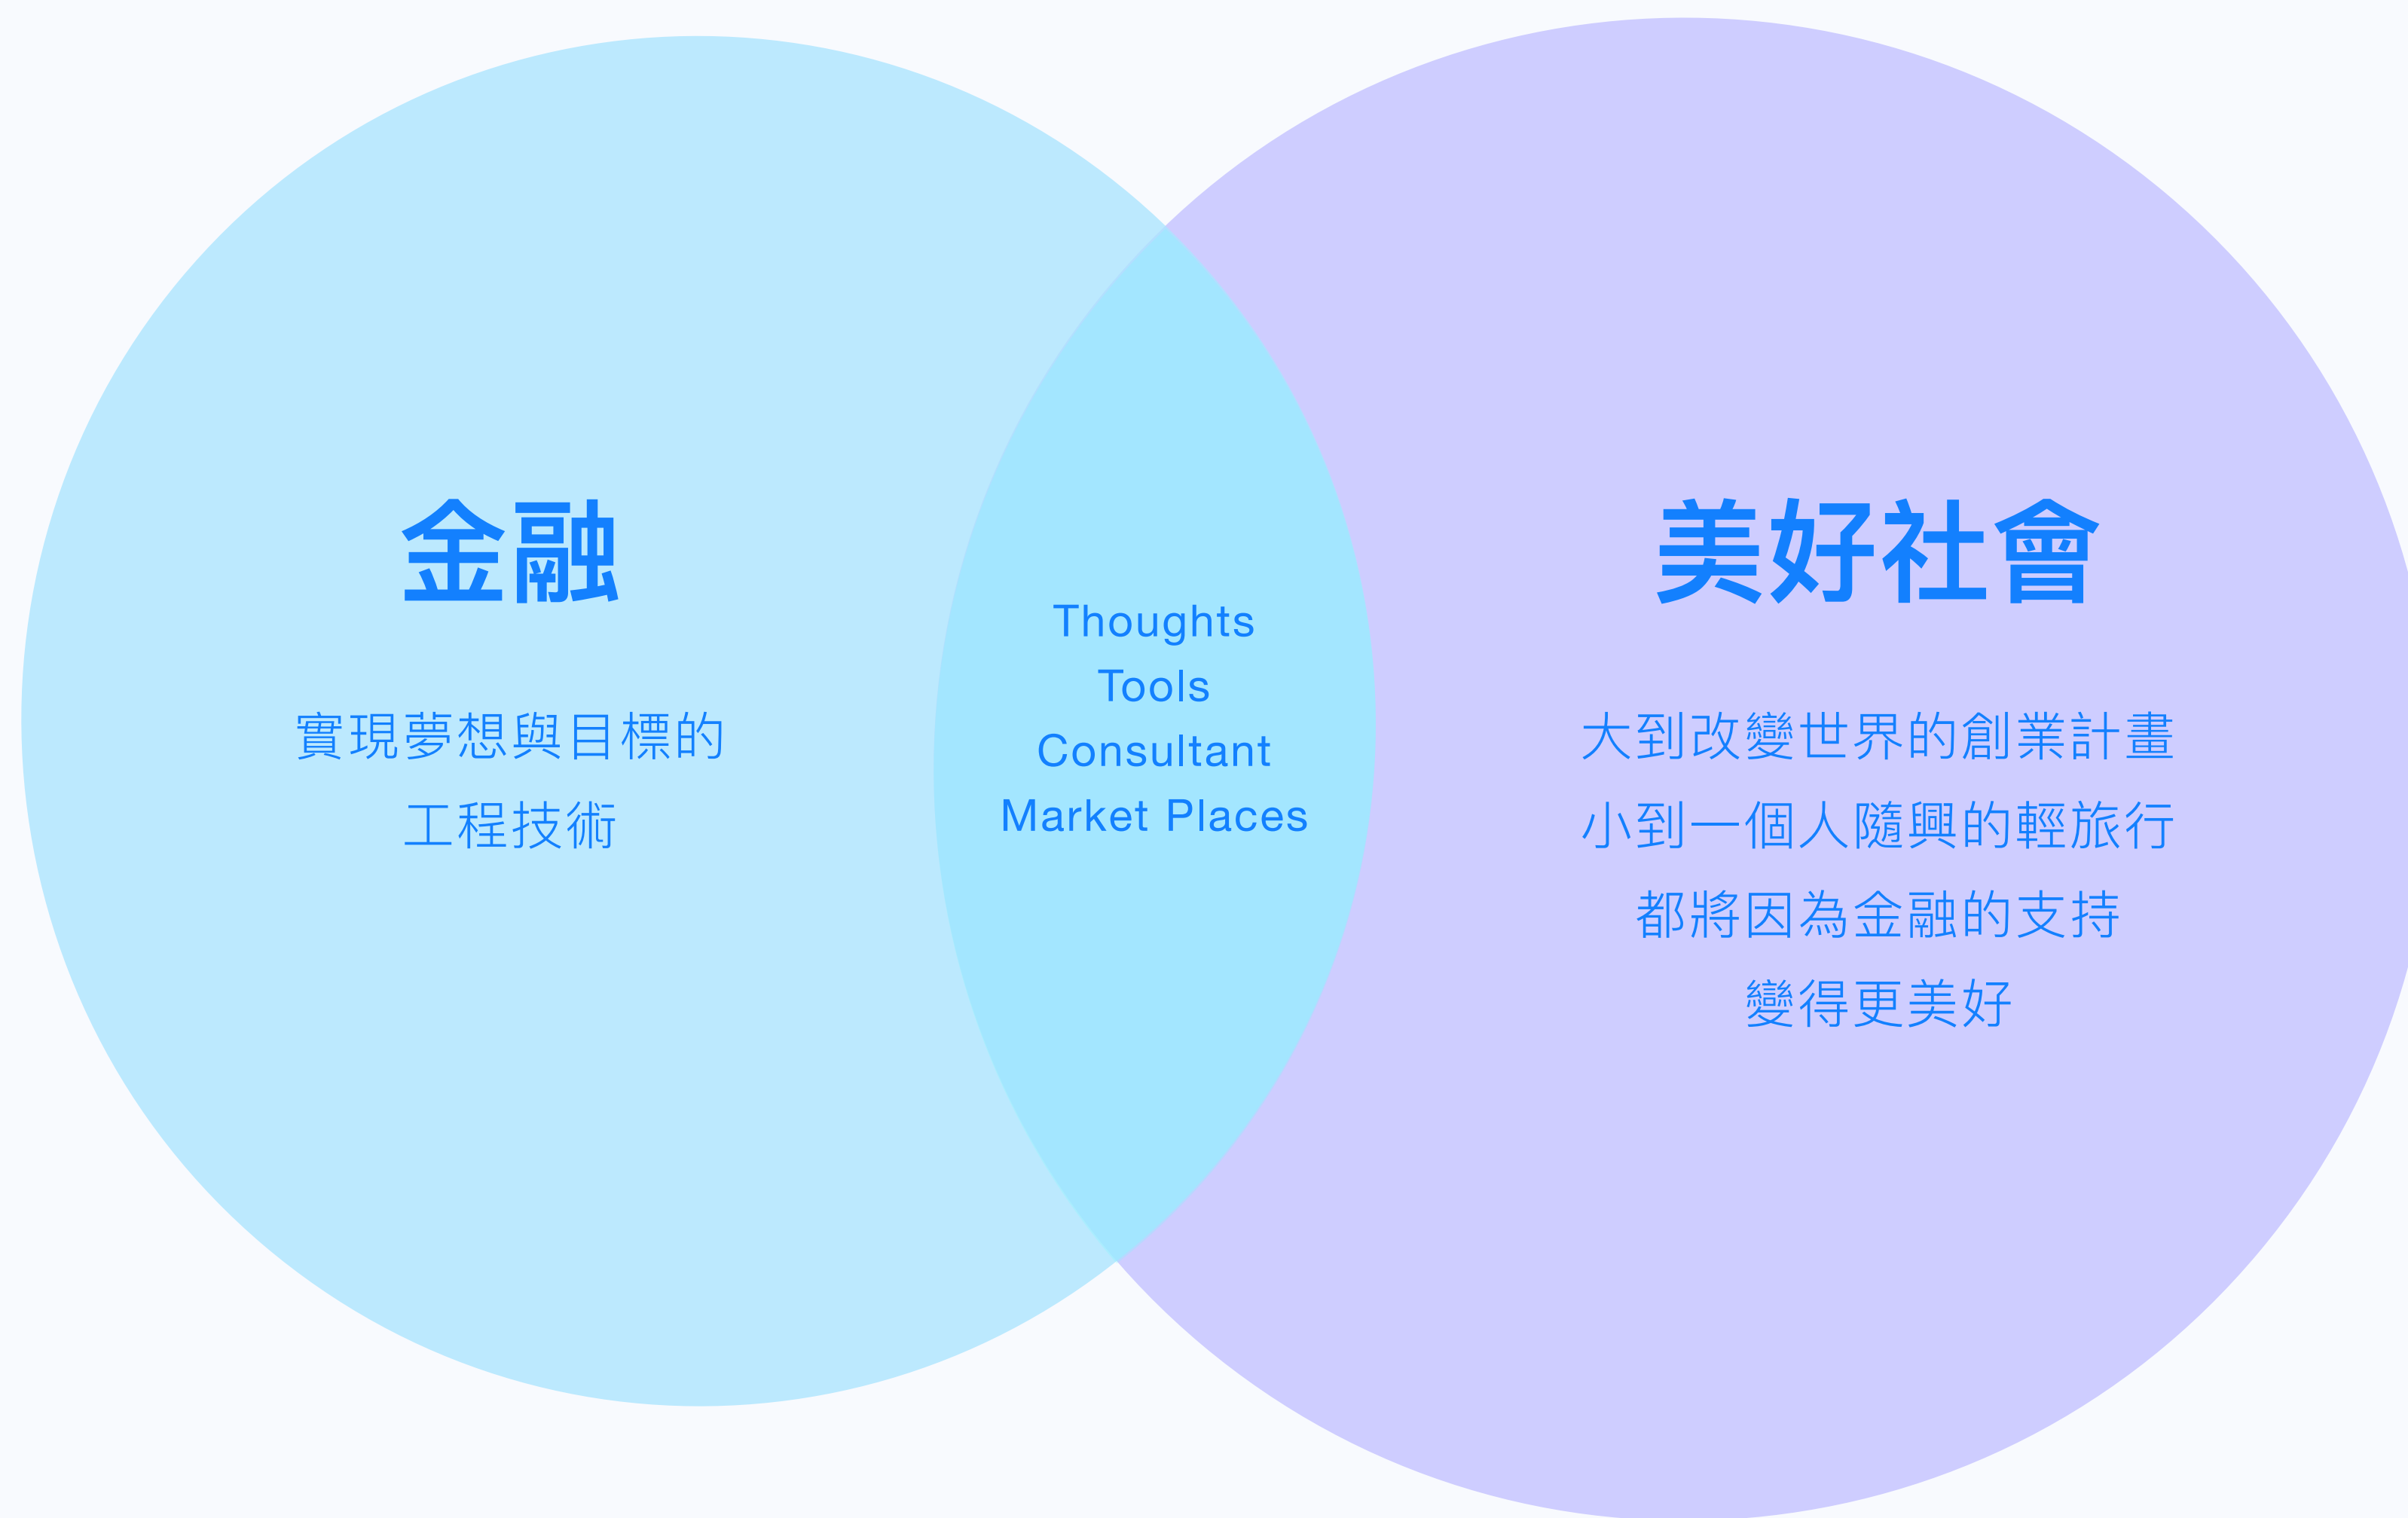 金融
實現夢想與目標的
工程技術
Thoughts
Tools
Consultant
Market Places
美好社會
大到改變世界的創業計畫
小到一個人隨興的輕旅行
都將因為金融的支持
變得更美好